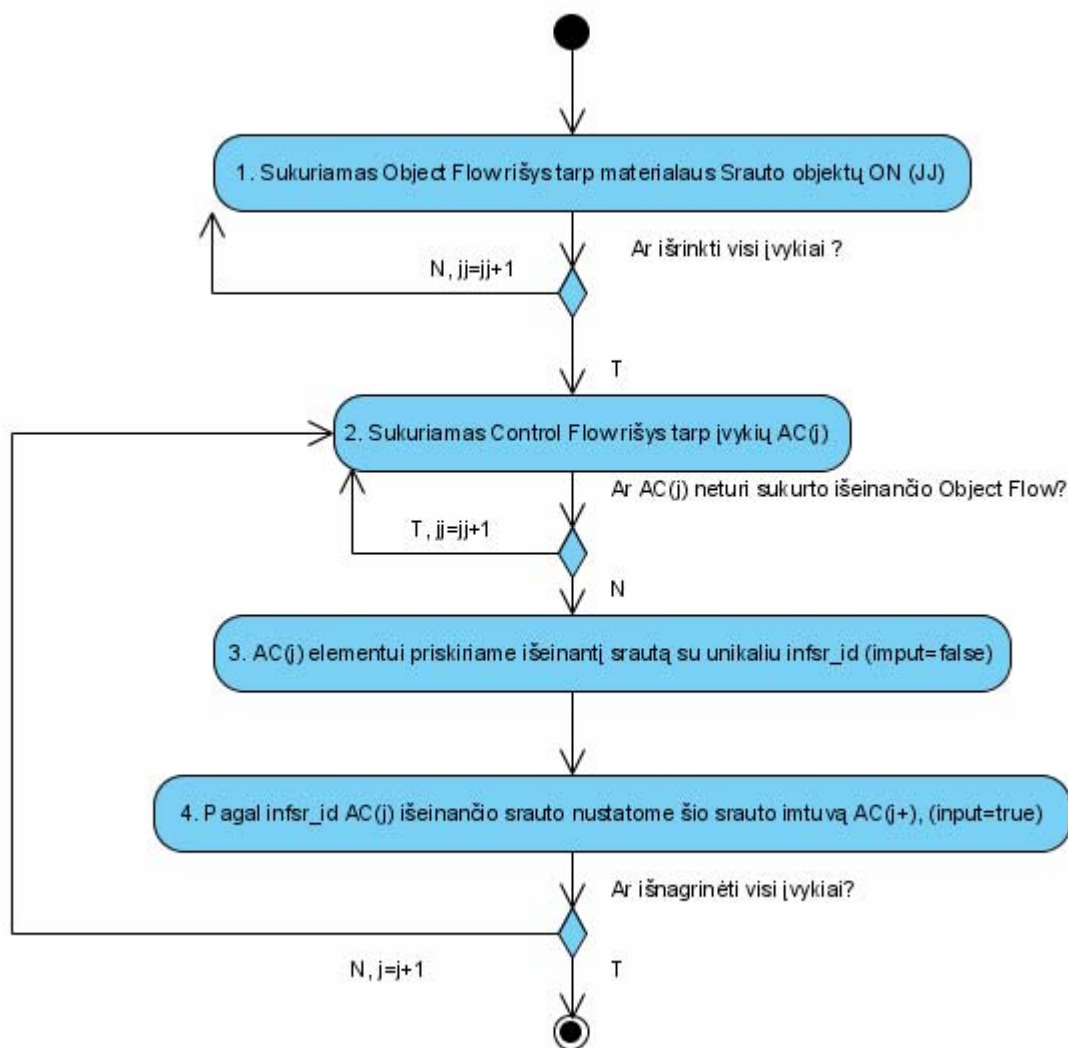 1. Sukuriamas Object Flow rišys tarp materialaus Srauto objektų ON (JJ)
Ar išrinkti visi įvykiai ?
N, jj=jj+1
T
2. Sukuriamas Control Flow rišys tarp įvykių AC(j)
Ar AC(j) neturi sukurto išeinančio Object Flow?
T, jj=jj+1
N
3. AC(j) elementui priskiriame išeinantį srautą su unikaliu infsr_id (imput=false)
4. Pagal infsr_id AC(j) išeinančio srauto nustatome šio srauto imtuvą AC(j+), (input=true)
Ar išnagrinėti visi įvykiai?
N, j=j+1
T